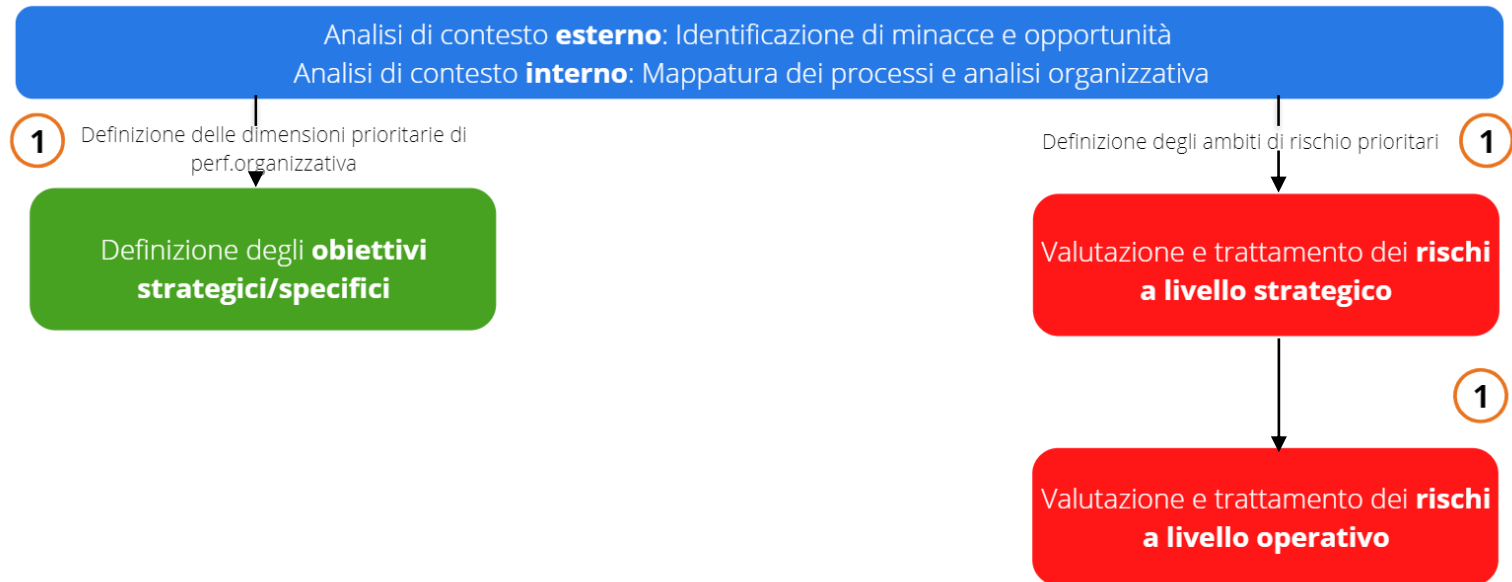 Analisi di contesto esterno: Identificazione di minacce e opportunità
Analisi di contesto interno: Mappatura dei processi e analisi organizzativa
1
Definizione delle dimensioni prioritarie di
perf.organizzativa
Definizione degli ambiti di rischio prioritari
1
Definizione degli obiettivi
strategici/specifici
Valutazione e trattamento dei rischi
a livello strategico
1
Valutazione e trattamento dei rischi
a livello operativo